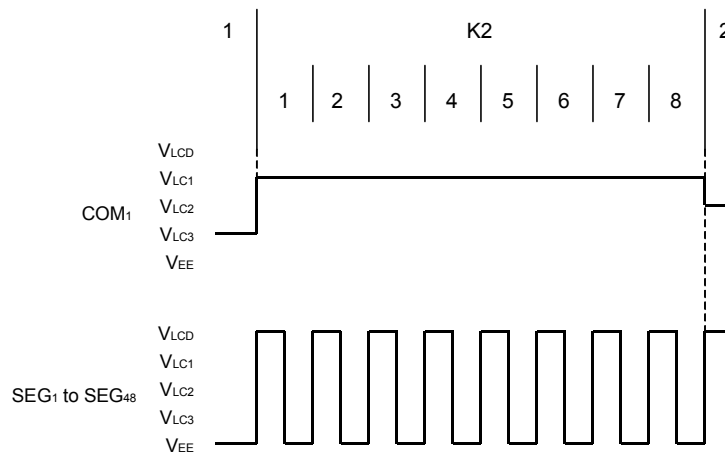 1 K2 2
1 2 3 4 5 6 7 8
VLCD
VLC1
COM1 VLC2
VLC3
VEE
VLCD
VLC1
SEG1 to SEG48 VLC2
VLC3
VEE